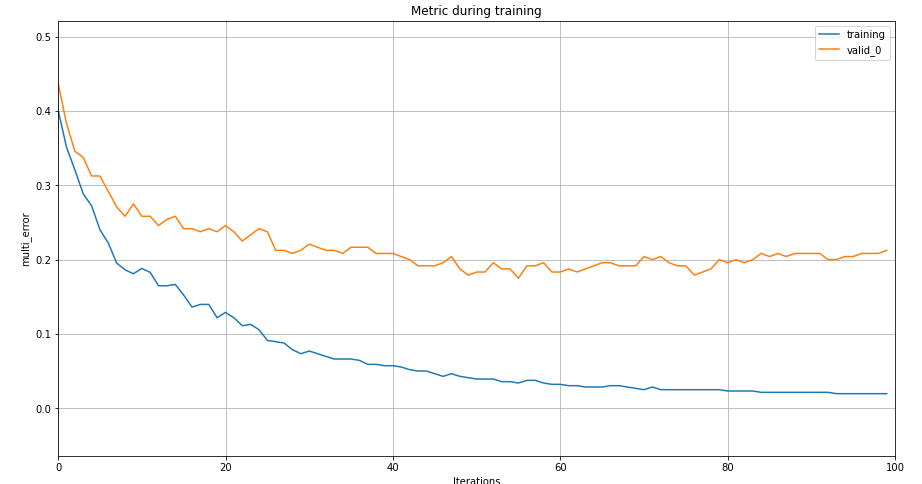 Metric during training
training
valid_0
0.5
0.4
0.3
0.2
0.1
0.0
multi_error
0 20 40 60 80 100
Iterations